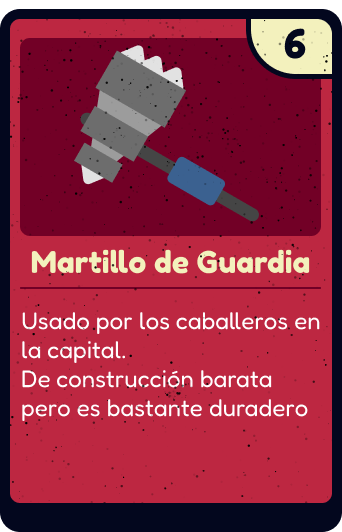 6
Martillo de Guardia
Usado por los caballeros en
la capital.
De construcción barata
pero es bastante duradero